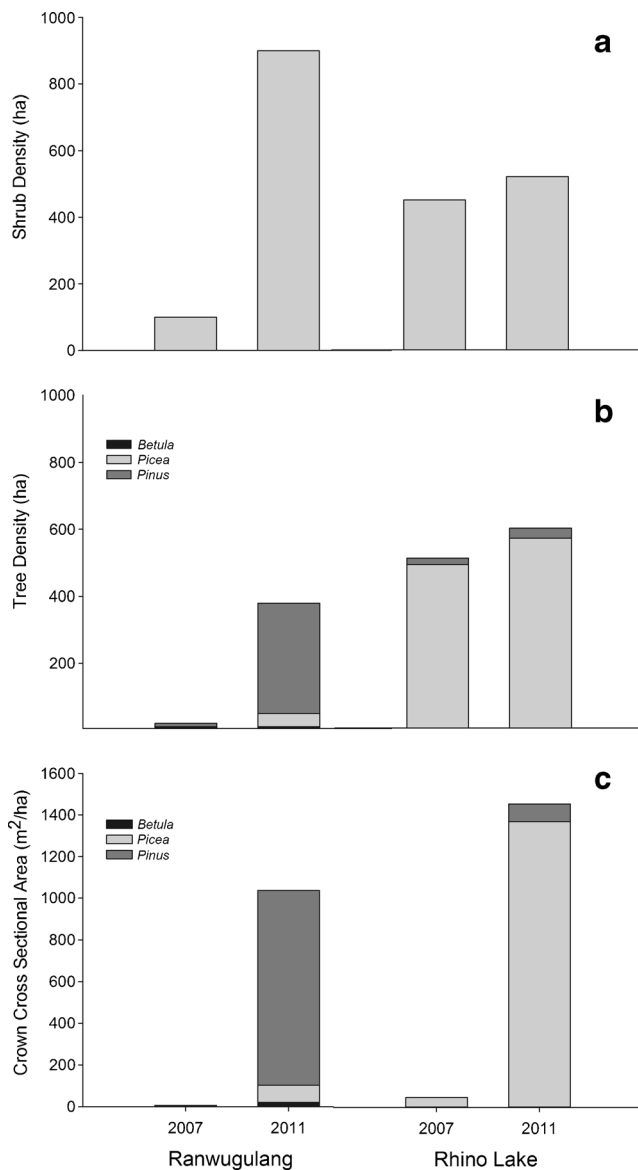 a
Shrub Density (ha)
1000
800
600
400
200
0
b
Tree Density (ha)
1000
800
600
400
200
Betula
Picea
Pinus
c
Crown Cross Sectional Area (m²/ha)
1600
1400
1200
1000
800
600
400
200
0
Betula
Picea
Pinus
2007 2011 2007 2011
Ranwugulang Rhino Lake